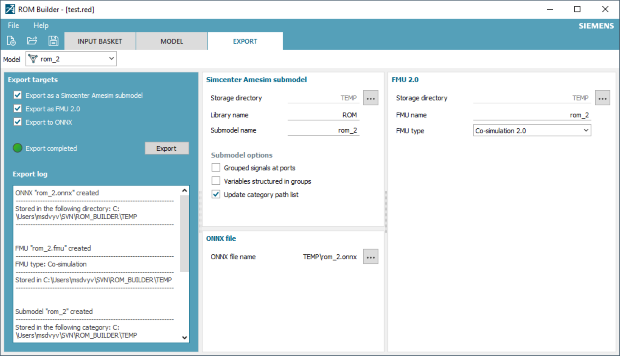 ROM Builder - [test.red]
File Help
SIEMENS
INPUT BASKET MODEL EXPORT
Model rom_2
Export targets
Export as a Simcenter Amesim submodel
Export as FMU 2.0
Export to ONNX
Export completed Export
Export log
ONNX "rom_2.onnx" created
Stored in the following directory: C:
\Users\msdvyv\SVN\ROM_BUILDER\TEMP
FMU "rom_2.fmu" created
FMU type: Co-simulation
Stored in C:\Users\msdvyv\SVN\ROM_BUILDER\TEMP
Submodel "rom_2" created
Stored in the following category: C:
\Users\msdvyv\SVN\ROM_BUILDER\TEMP
Simcenter Amesim submodel
Storage directory TEMP ...
Library name ROM
Submodel name rom_2
Submodel options
Grouped signals at ports
Variables structured in groups
Update category path list
ONNX file
ONNX file name TEMP\rom_2.onnx ...
FMU 2.0
Storage directory TEMP ...
FMU name rom_2
FMU type Co-simulation 2.0